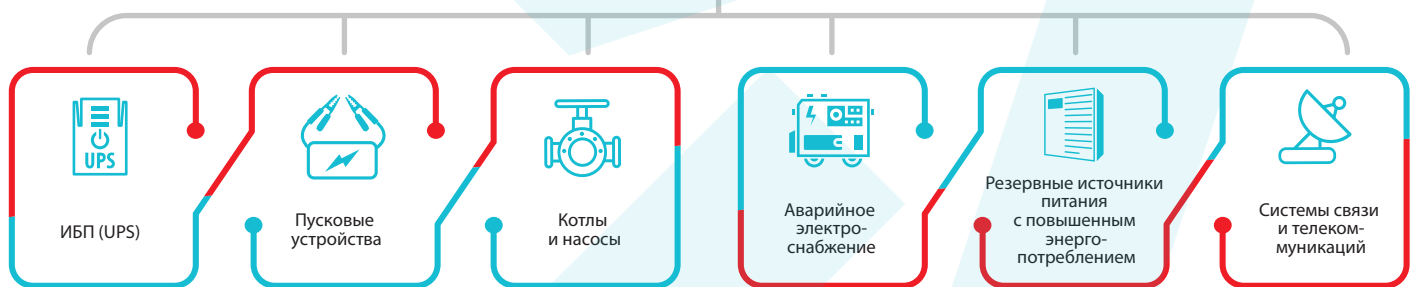 UPS
ИБП (UPS)
Пусковые
устройства
Котлы
и насосы
Аварийное
электро-
снабжение
Резервные источники
питания
с повышенным
энерго-
потреблением
Системы связи
и телеком-
муникаций